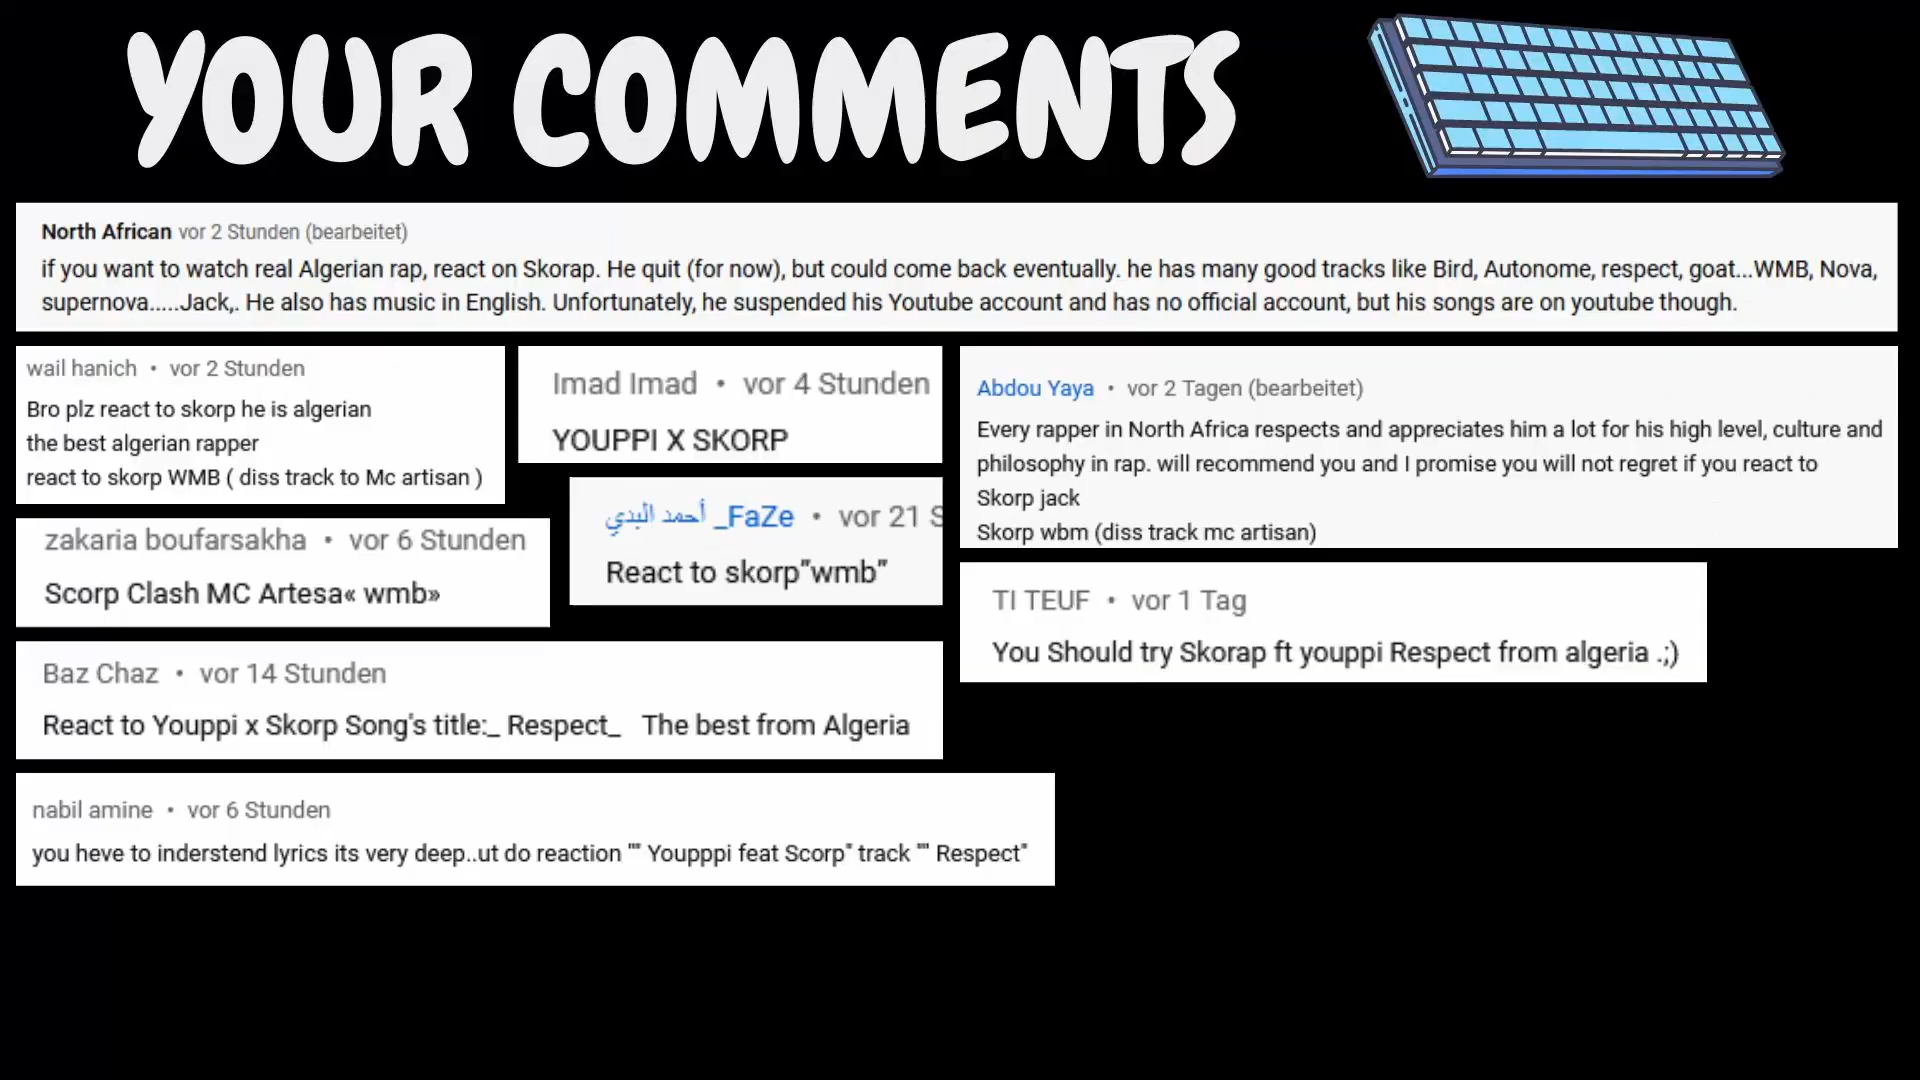 YOUR COMMENTS
North African vor 2 Stunden (bearbeitet)
if you want to watch real Algerian rap, react on Skorap. He quit (for now), but could come back eventually. he has many good tracks like Bird, Autonome, respect, goat...WMB, Nova,
supernova.....Jack,. He also has music in English. Unfortunately, he suspended his Youtube account and has no official account, but his songs are on youtube though.
wail hanich • vor 2 Stunden
Bro plz react to skorp he is algerian
the best algerian rapper
react to skorp WMB ( diss track to Mc artisan )
Imad Imad • vor 4 Stunden
YOUPPI X SKORP
Abdou Yaya • vor 2 Tagen (bearbeitet)
Every rapper in North Africa respects and appreciates him a lot for his high level, culture and
philosophy in rap. will recommend you and I promise you will not regret if you react to
Skorp jack
Skorp wbm (diss track mc artisan)
zakaria boufarsakha • vor 6 Stunden
Scorp Clash MC Artesa« wmb»
أحمد البدي _FaZe • vor 21 S
React to skorp"wmb"
TI TEUF • vor 1 Tag
You Should try Skorap ft youppi Respect from algeria .;)
Baz Chaz • vor 14 Stunden
React to Youppi x Skorp Song's title:_ Respect_ The best from Algeria
nabil amine • vor 6 Stunden
you heve to inderstend lyrics its very deep..ut do reaction "" Youpppi feat Scorp" track "" Respect"